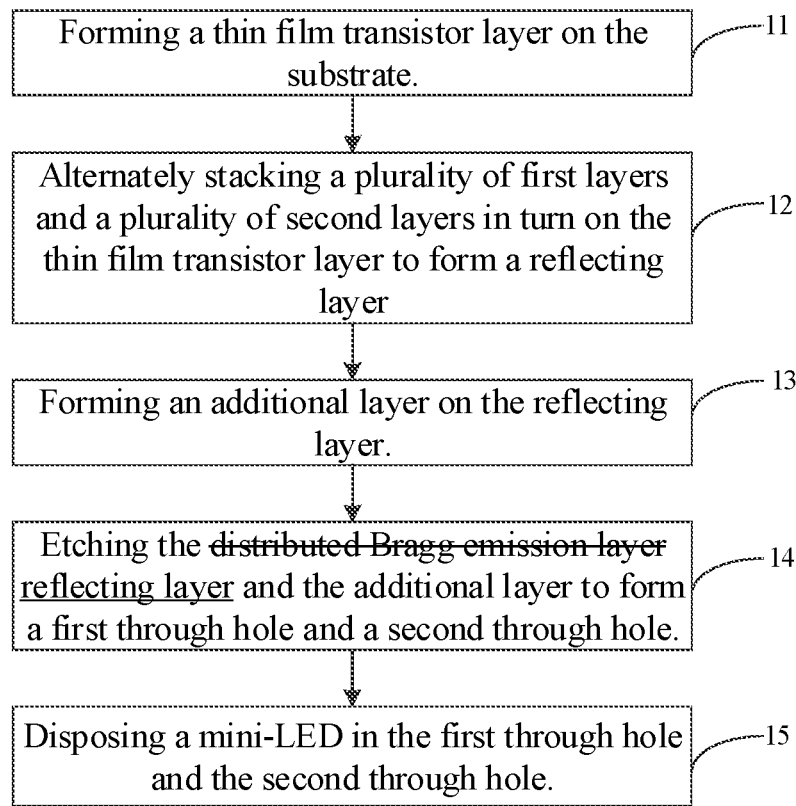 Forming a thin film transistor layer on the
substrate.
11
Alternately stacking a plurality of first layers
and a plurality of second layers in turn on the
thin film transistor layer to form a reflecting
layer
12
Forming an additional layer on the reflecting
layer.
13
Etching the distributed Bragg emission layer
reflecting layer and the additional layer to form
a first through hole and a second through hole.
14
Disposing a mini-LED in the first through hole
and the second through hole.
15